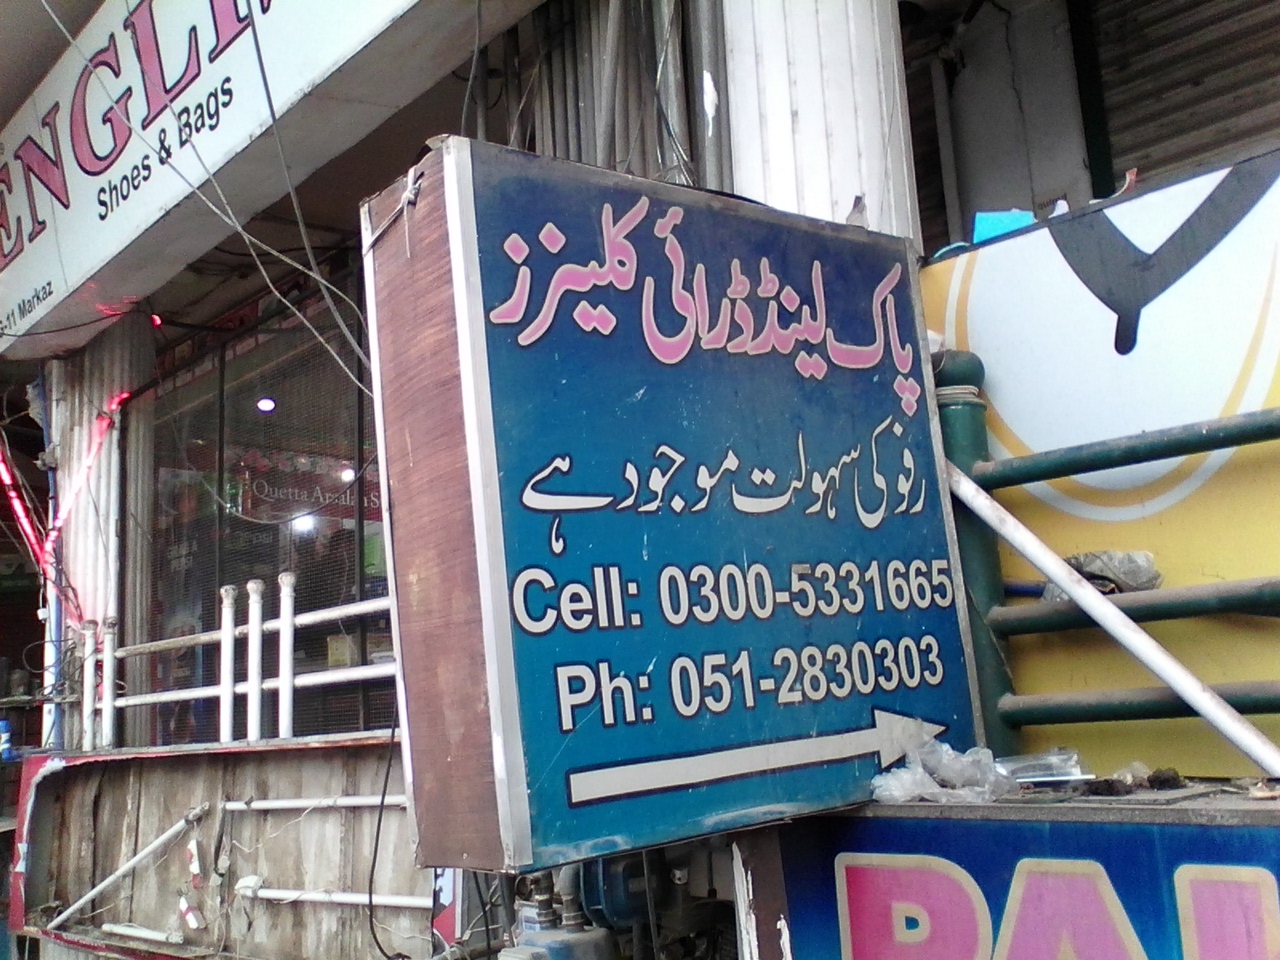 ENGLI
Shoes & Bags
G-11 Markaz
پاک لینڈ ڈرائی کلینرز
رفو کی سہولت موجود ہے
Cell: 0300-5331665
Ph: 051-2830303
Quetta